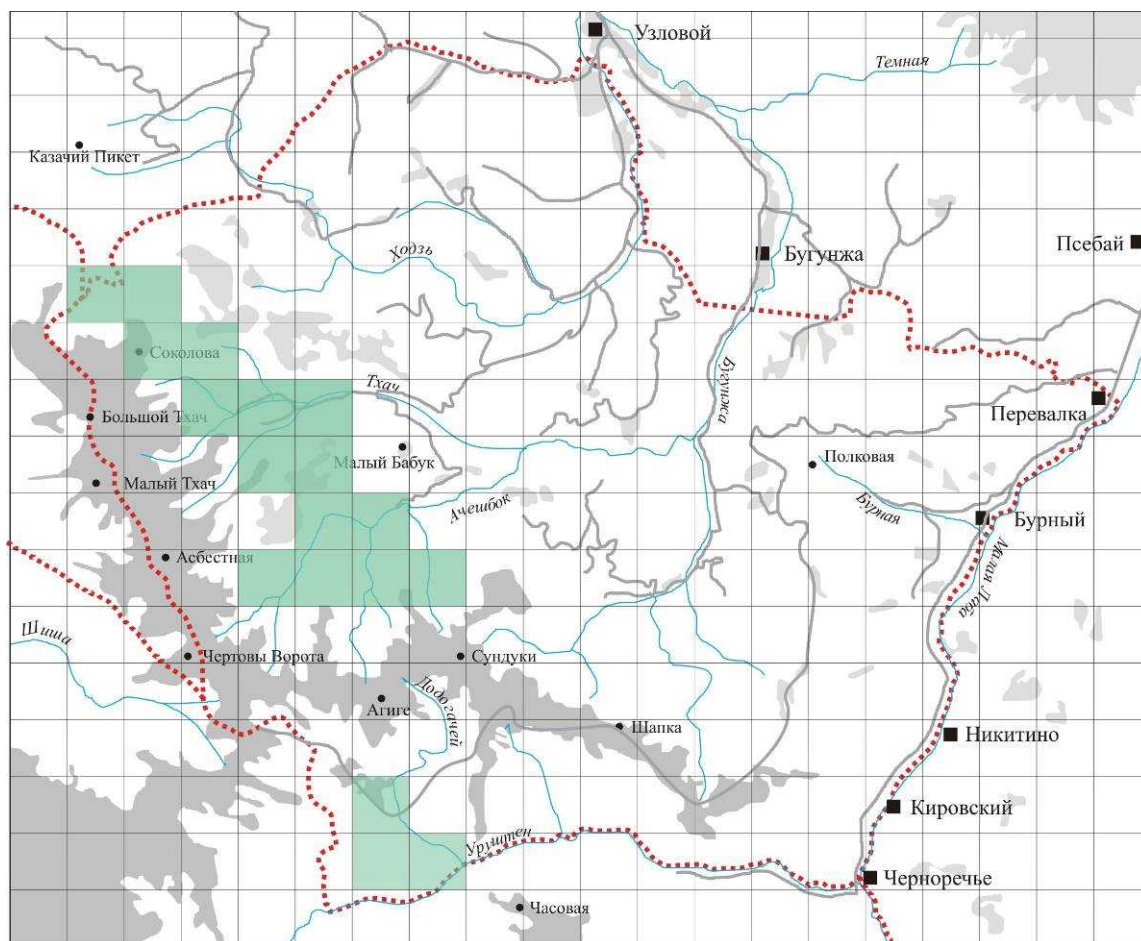 Узловой
Темная
Казачий Пикет
Псебай
Ходзь
Бугунжа
Соколова
Бугунжа
Тхач
Перевалка
Большой Тхач
Малый Бабук
Полковая
Малый Тхач
Ачешбок
Бурная
Бурный
Асбестная
Малая Лаба
Шиша
Чертовы Ворота
Сундуки
Додогачей
Агиге
Шапка
Никитино
Кировский
Уруштен
Черноречье
Часовая